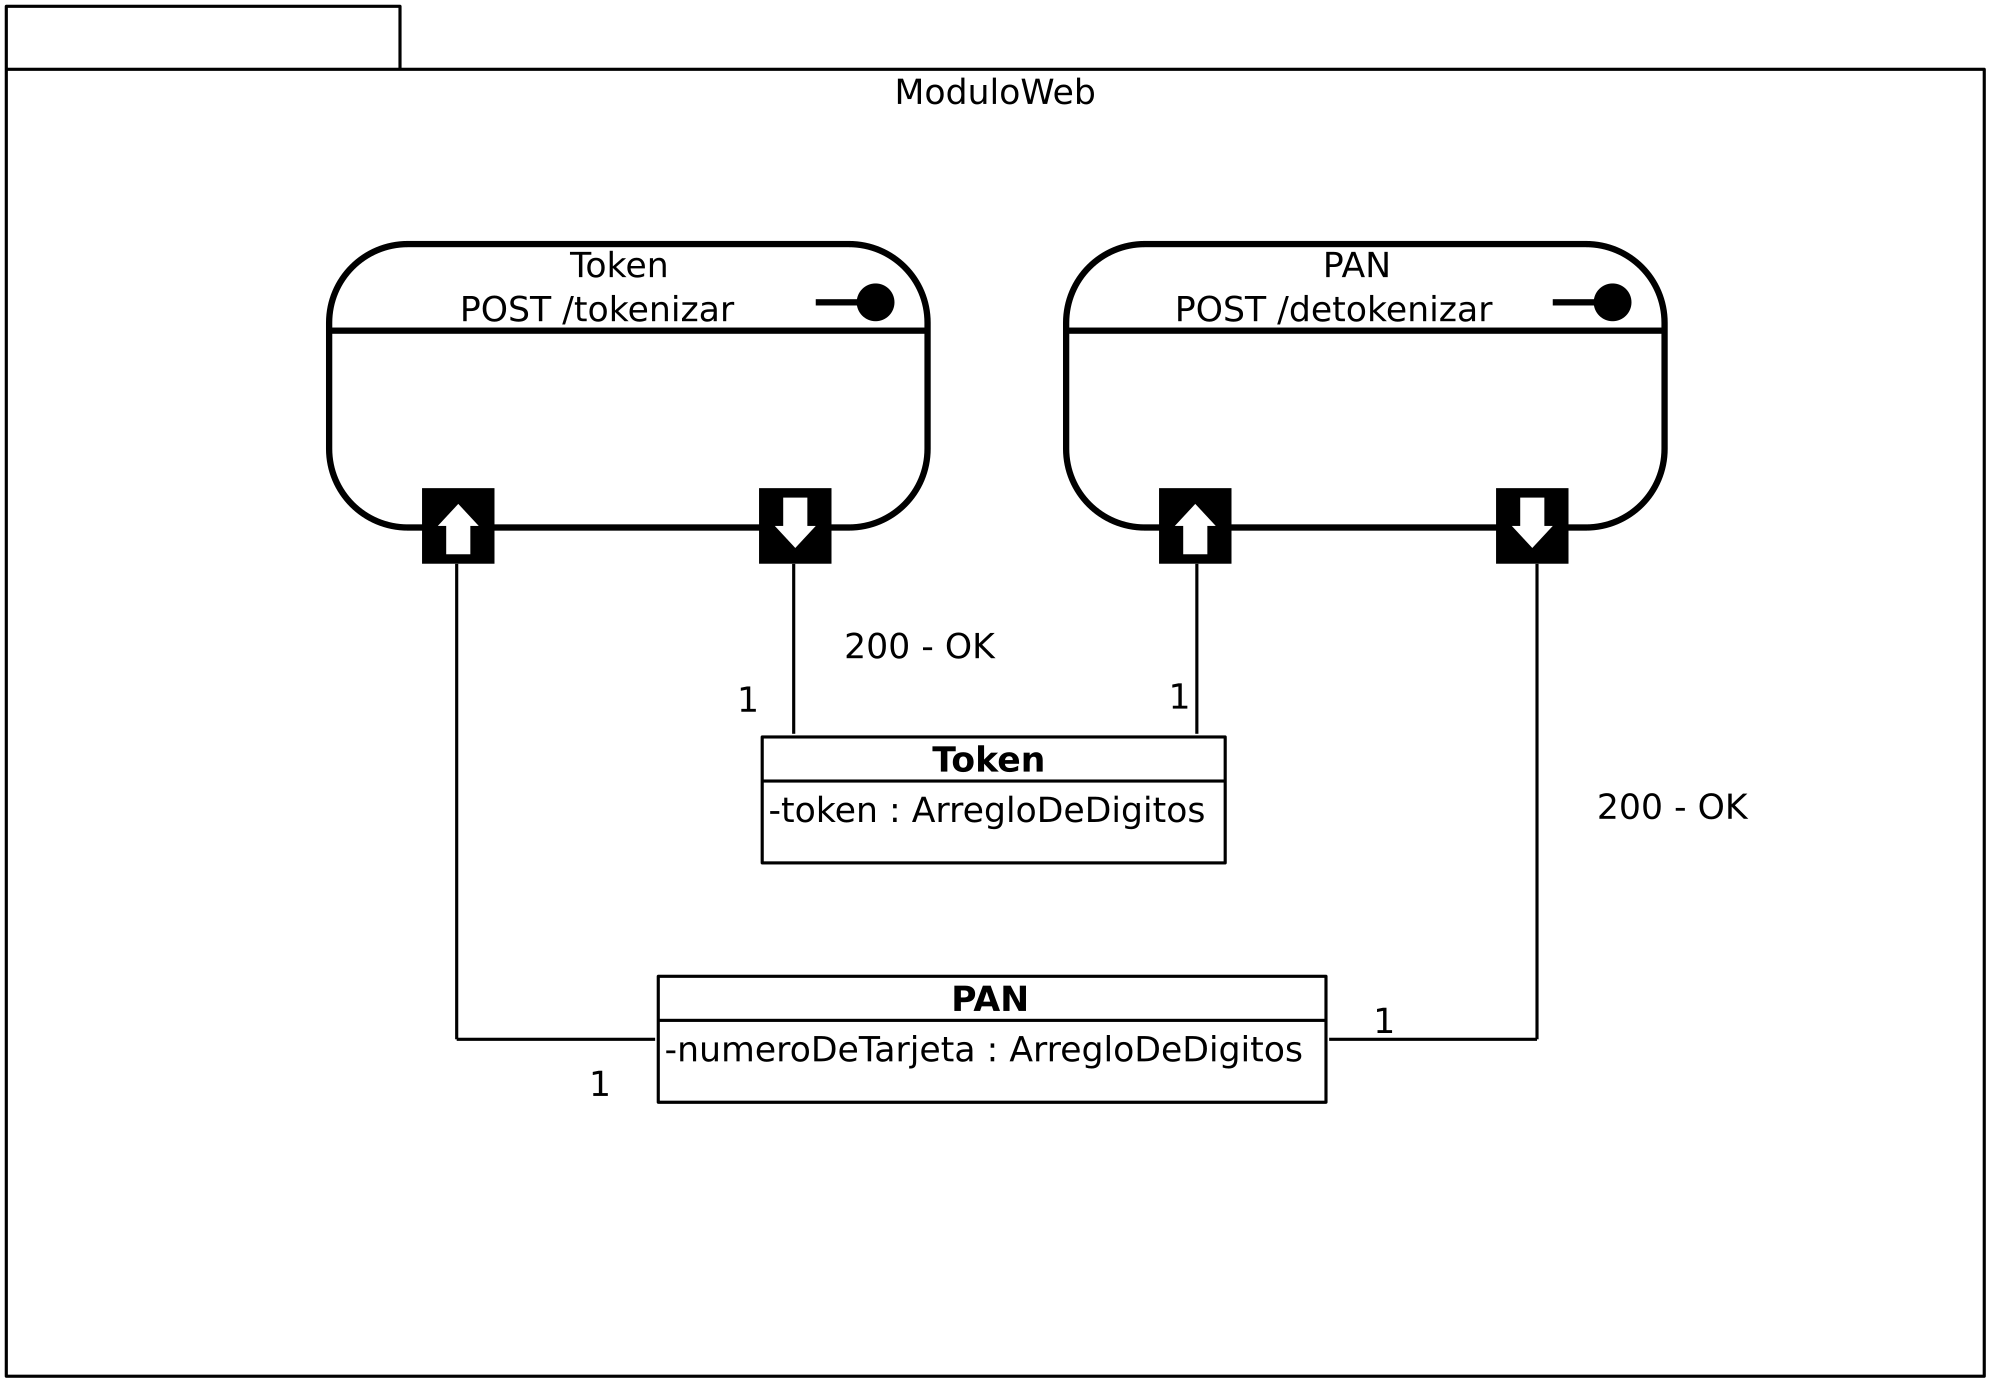 ModuloWeb
Token
POST /tokenizar
PAN
POST /detokenizar
200 - OK
1
1
Token
-token : ArregloDeDigitos
200 - OK
PAN
-numeroDeTarjeta : ArregloDeDigitos
1
1